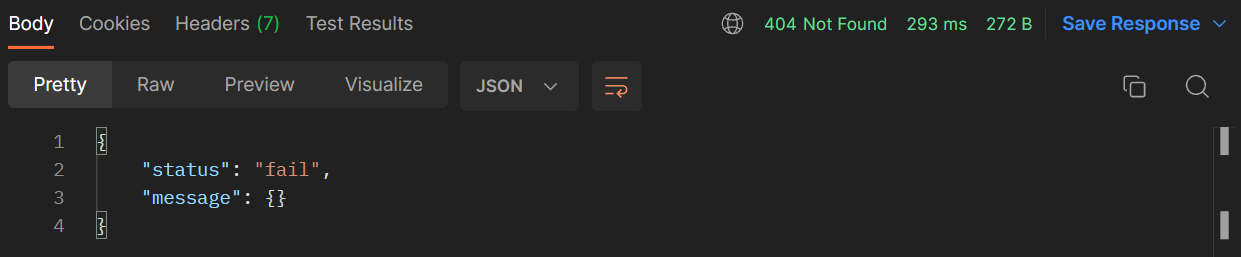 Body Cookies Headers (7) Test Results 404 Not Found 293 ms 272 B Save Response
Pretty Raw Preview Visualize JSON
1 {
2 "status": "fail",
3 "message": {}
4 }